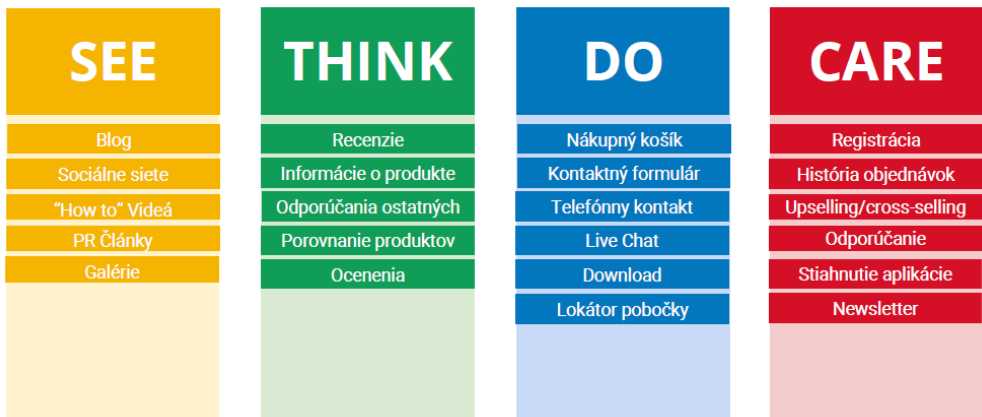 SEE
Blog
Sociálne siete
"How to" Videá
PR Články
Galérie
THINK
Recenzie
Informácie o produkte
Odporúčania ostatných
Porovnanie produktov
Ocenenia
DO
Nákupný košík
Kontaktný formulár
Telefónny kontakt
Live Chat
Download
Lokátor pobočky
CARE
Registrácia
História objednávok
Upselling/cross-selling
Odporúčanie
Stiahnutie aplikácie
Newsletter